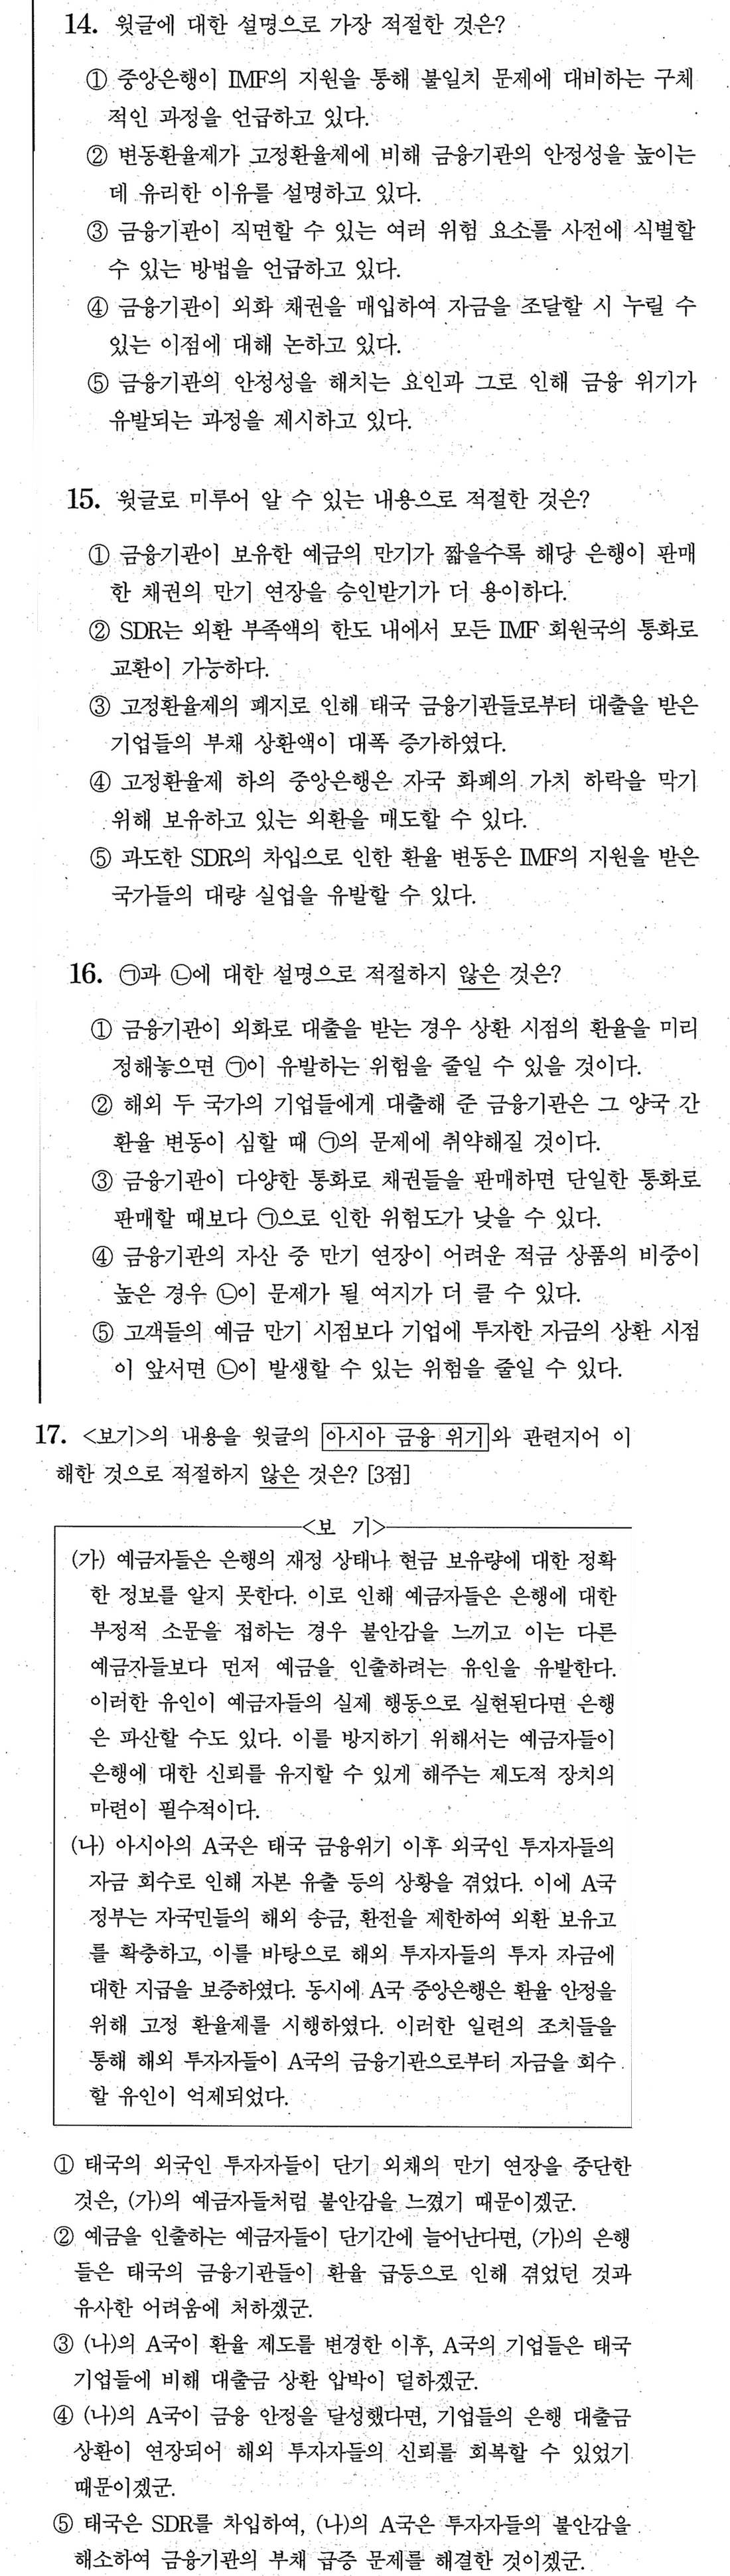 14. 윗글에 대한 설명으로 가장 적절한 것은?
① 중앙은행이 IMF의 지원을 통해 불일치 문제에 대비하는 구체
적인 과정을 언급하고 있다.
② 변동환율제가 고정환율제에 비해 금융기관의 안정성을 높이는
데 유리한 이유를 설명하고 있다.
③ 금융기관이 직면할 수 있는 여러 위험 요소를 사전에 식별할
수 있는 방법을 언급하고 있다.
④ 금융기관이 외화 채권을 매입하여 자금을 조달할 시 누릴 수
있는 이점에 대해 논하고 있다.
⑤ 금융기관의 안정성을 해치는 요인과 그로 인해 금융 위기가
유발되는 과정을 제시하고 있다.
15. 윗글로 미루어 알 수 있는 내용으로 적절한 것은?
① 금융기관이 보유한 예금의 만기가 짧을수록 해당 은행이 판매
한 채권의 만기 연장을 승인받기가 더 용이하다.
② SDR는 외환 부족액의 한도 내에서 모든 IMF 회원국의 통화로
교환이 가능하다.
③ 고정환율제의 폐지로 인해 태국 금융기관들로부터 대출을 받은
기업들의 부채 상환액이 대폭 증가하였다.
④ 고정환율제 하의 중앙은행은 자국 화폐의 가치 하락을 막기
위해 보유하고 있는 외환을 매도할 수 있다.
⑤ 과도한 SDR의 차입으로 인한 환율 변동은 IMF의 지원을 받은
국가들의 대량 실업을 유발할 수 있다.
16. ㉠과 ㉡에 대한 설명으로 적절하지 않은 것은?
① 금융기관이 외화로 대출을 받는 경우 상환 시점의 환율을 미리
정해놓으면 ㉠이 유발하는 위험을 줄일 수 있을 것이다.
② 해외 두 국가의 기업들에게 대출해 준 금융기관은 그 양국 간
환율 변동이 심할 때 ㉠의 문제에 취약해질 것이다.
③ 금융기관이 다양한 통화로 채권들을 판매하면 단일한 통화로
판매할 때보다 ㉠으로 인한 위험도가 낮을 수 있다.
④ 금융기관의 자산 중 만기 연장이 어려운 적금 상품의 비중이
높은 경우 ㉡이 문제가 될 여지가 더 클 수 있다.
⑤ 고객들의 예금 만기 시점보다 기업에 투자한 자금의 상환 시점
이 앞서면 ㉡이 발생할 수 있는 위험을 줄일 수 있다.
17. <보기>의 내용을 윗글의 아시아 금융 위기와 관련지어 이
해한 것으로 적절하지 않은 것은? [3점]
<보 기>
(가) 예금자들은 은행의 재정 상태나 현금 보유량에 대한 정확
한 정보를 알지 못한다. 이로 인해 예금자들은 은행에 대한
부정적 소문을 접하는 경우 불안감을 느끼고 이는 다른
예금자들보다 먼저 예금을 인출하려는 유인을 유발한다.
이러한 유인이 예금자들의 실제 행동으로 실현된다면 은행
은 파산할 수도 있다. 이를 방지하기 위해서는 예금자들이
은행에 대한 신뢰를 유지할 수 있게 해주는 제도적 장치의
마련이 필수적이다.
(나) 아시아의 A국은 태국 금융위기 이후 외국인 투자자들의
자금 회수로 인해 자본 유출 등의 상황을 겪었다. 이에 A국
정부는 자국민들의 해외 송금, 환전을 제한하여 외환 보유고
를 확충하고, 이를 바탕으로 해외 투자자들의 투자 자금에
대한 지급을 보증하였다. 동시에 A국 중앙은행은 환율 안정을
위해 고정 환율제를 시행하였다. 이러한 일련의 조치들을
통해 해외 투자자들이 A국의 금융기관으로부터 자금을 회수
할 유인이 억제되었다.
① 태국의 외국인 투자자들이 단기 외채의 만기 연장을 중단한
것은, (가)의 예금자들처럼 불안감을 느꼈기 때문이겠군.
② 예금을 인출하는 예금자들이 단기간에 늘어난다면, (가)의 은행
들은 태국의 금융기관들이 환율 급등으로 인해 겪었던 것과
유사한 어려움에 처하겠군.
③ (나)의 A국이 환율 제도를 변경한 이후, A국의 기업들은 태국
기업들에 비해 대출금 상환 압박이 덜하겠군.
④ (나)의 A국이 금융 안정을 달성했다면, 기업들의 은행 대출금
상환이 연장되어 해외 투자자들의 신뢰를 회복할 수 있었기
때문이겠군.
⑤ 태국은 SDR를 차입하여, (나)의 A국은 투자자들의 불안감을
해소하여 금융기관의 부채 급증 문제를 해결한 것이겠군.